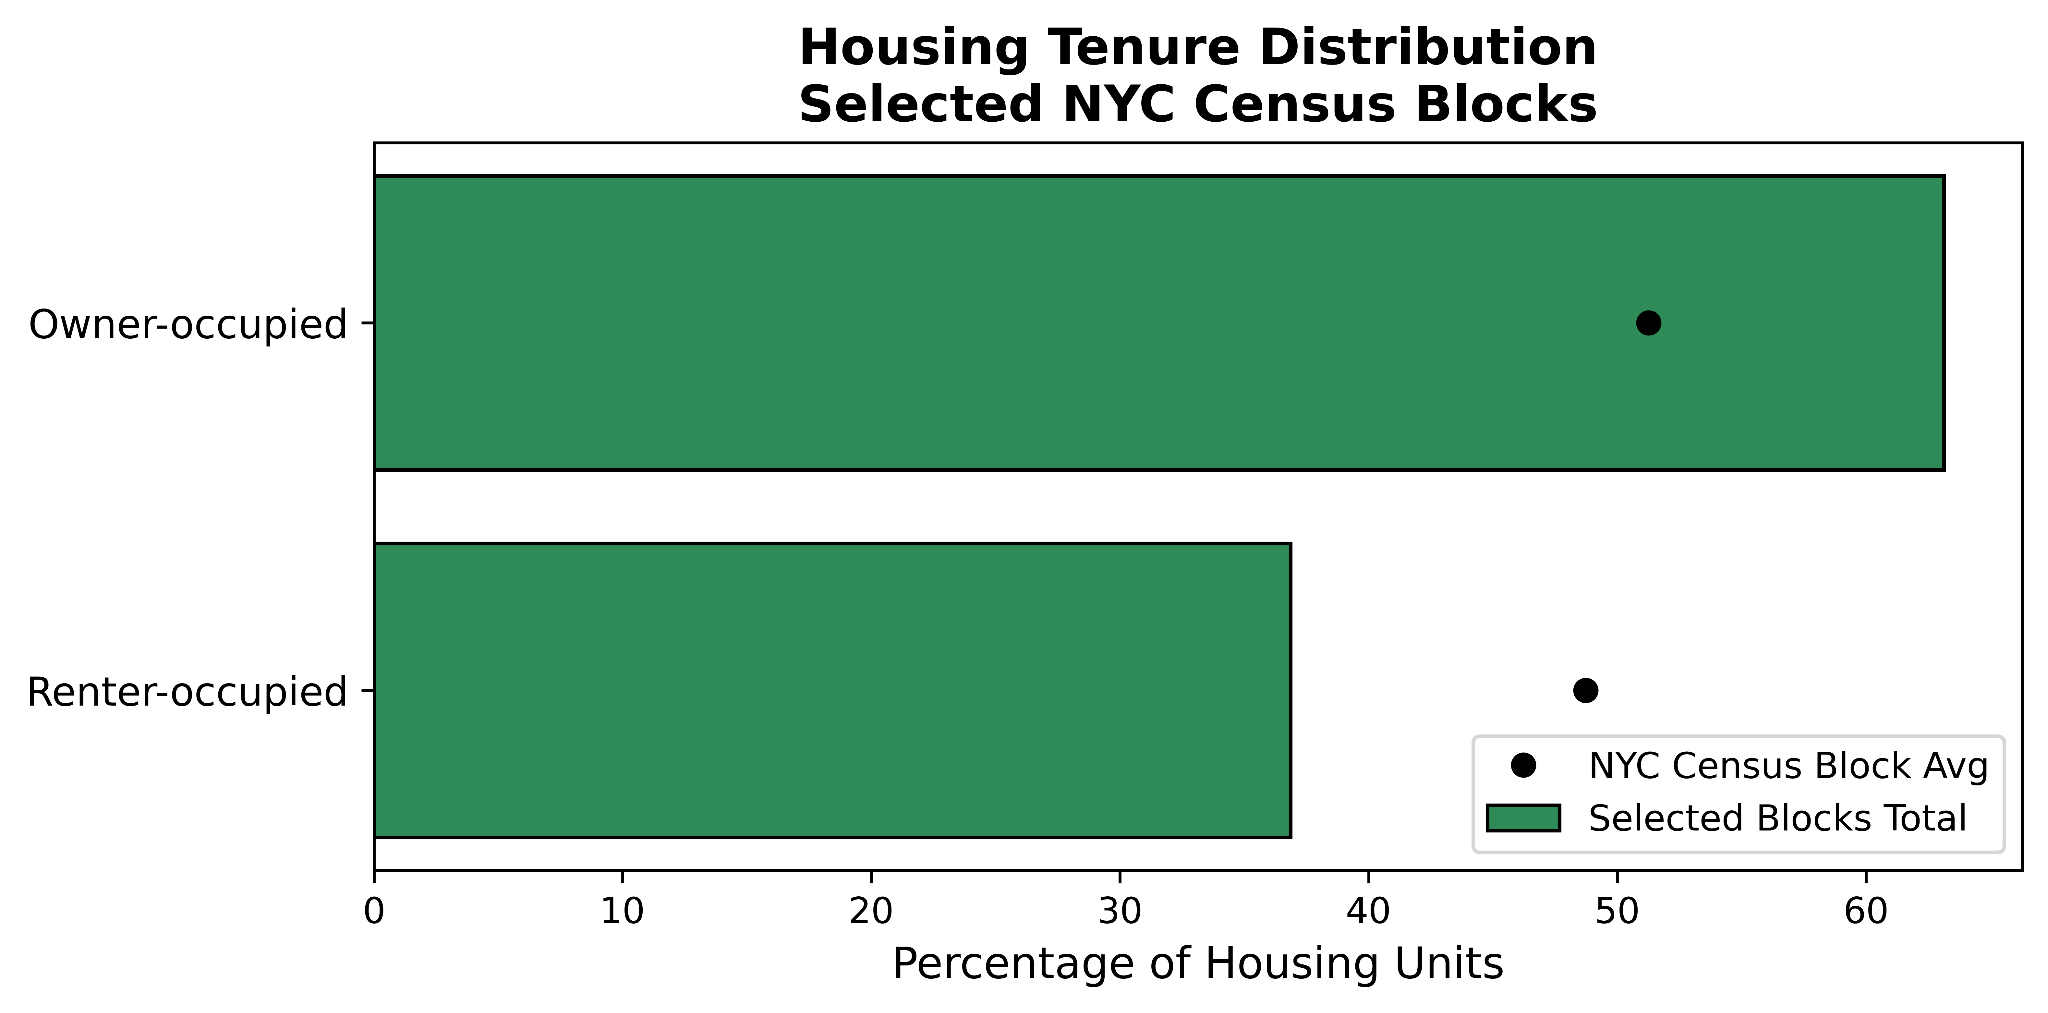 Housing Tenure Distribution
Selected NYC Census Blocks
Owner-occupied
Renter-occupied
NYC Census Block Avg
Selected Blocks Total
0 10 20 30 40 50 60
Percentage of Housing Units